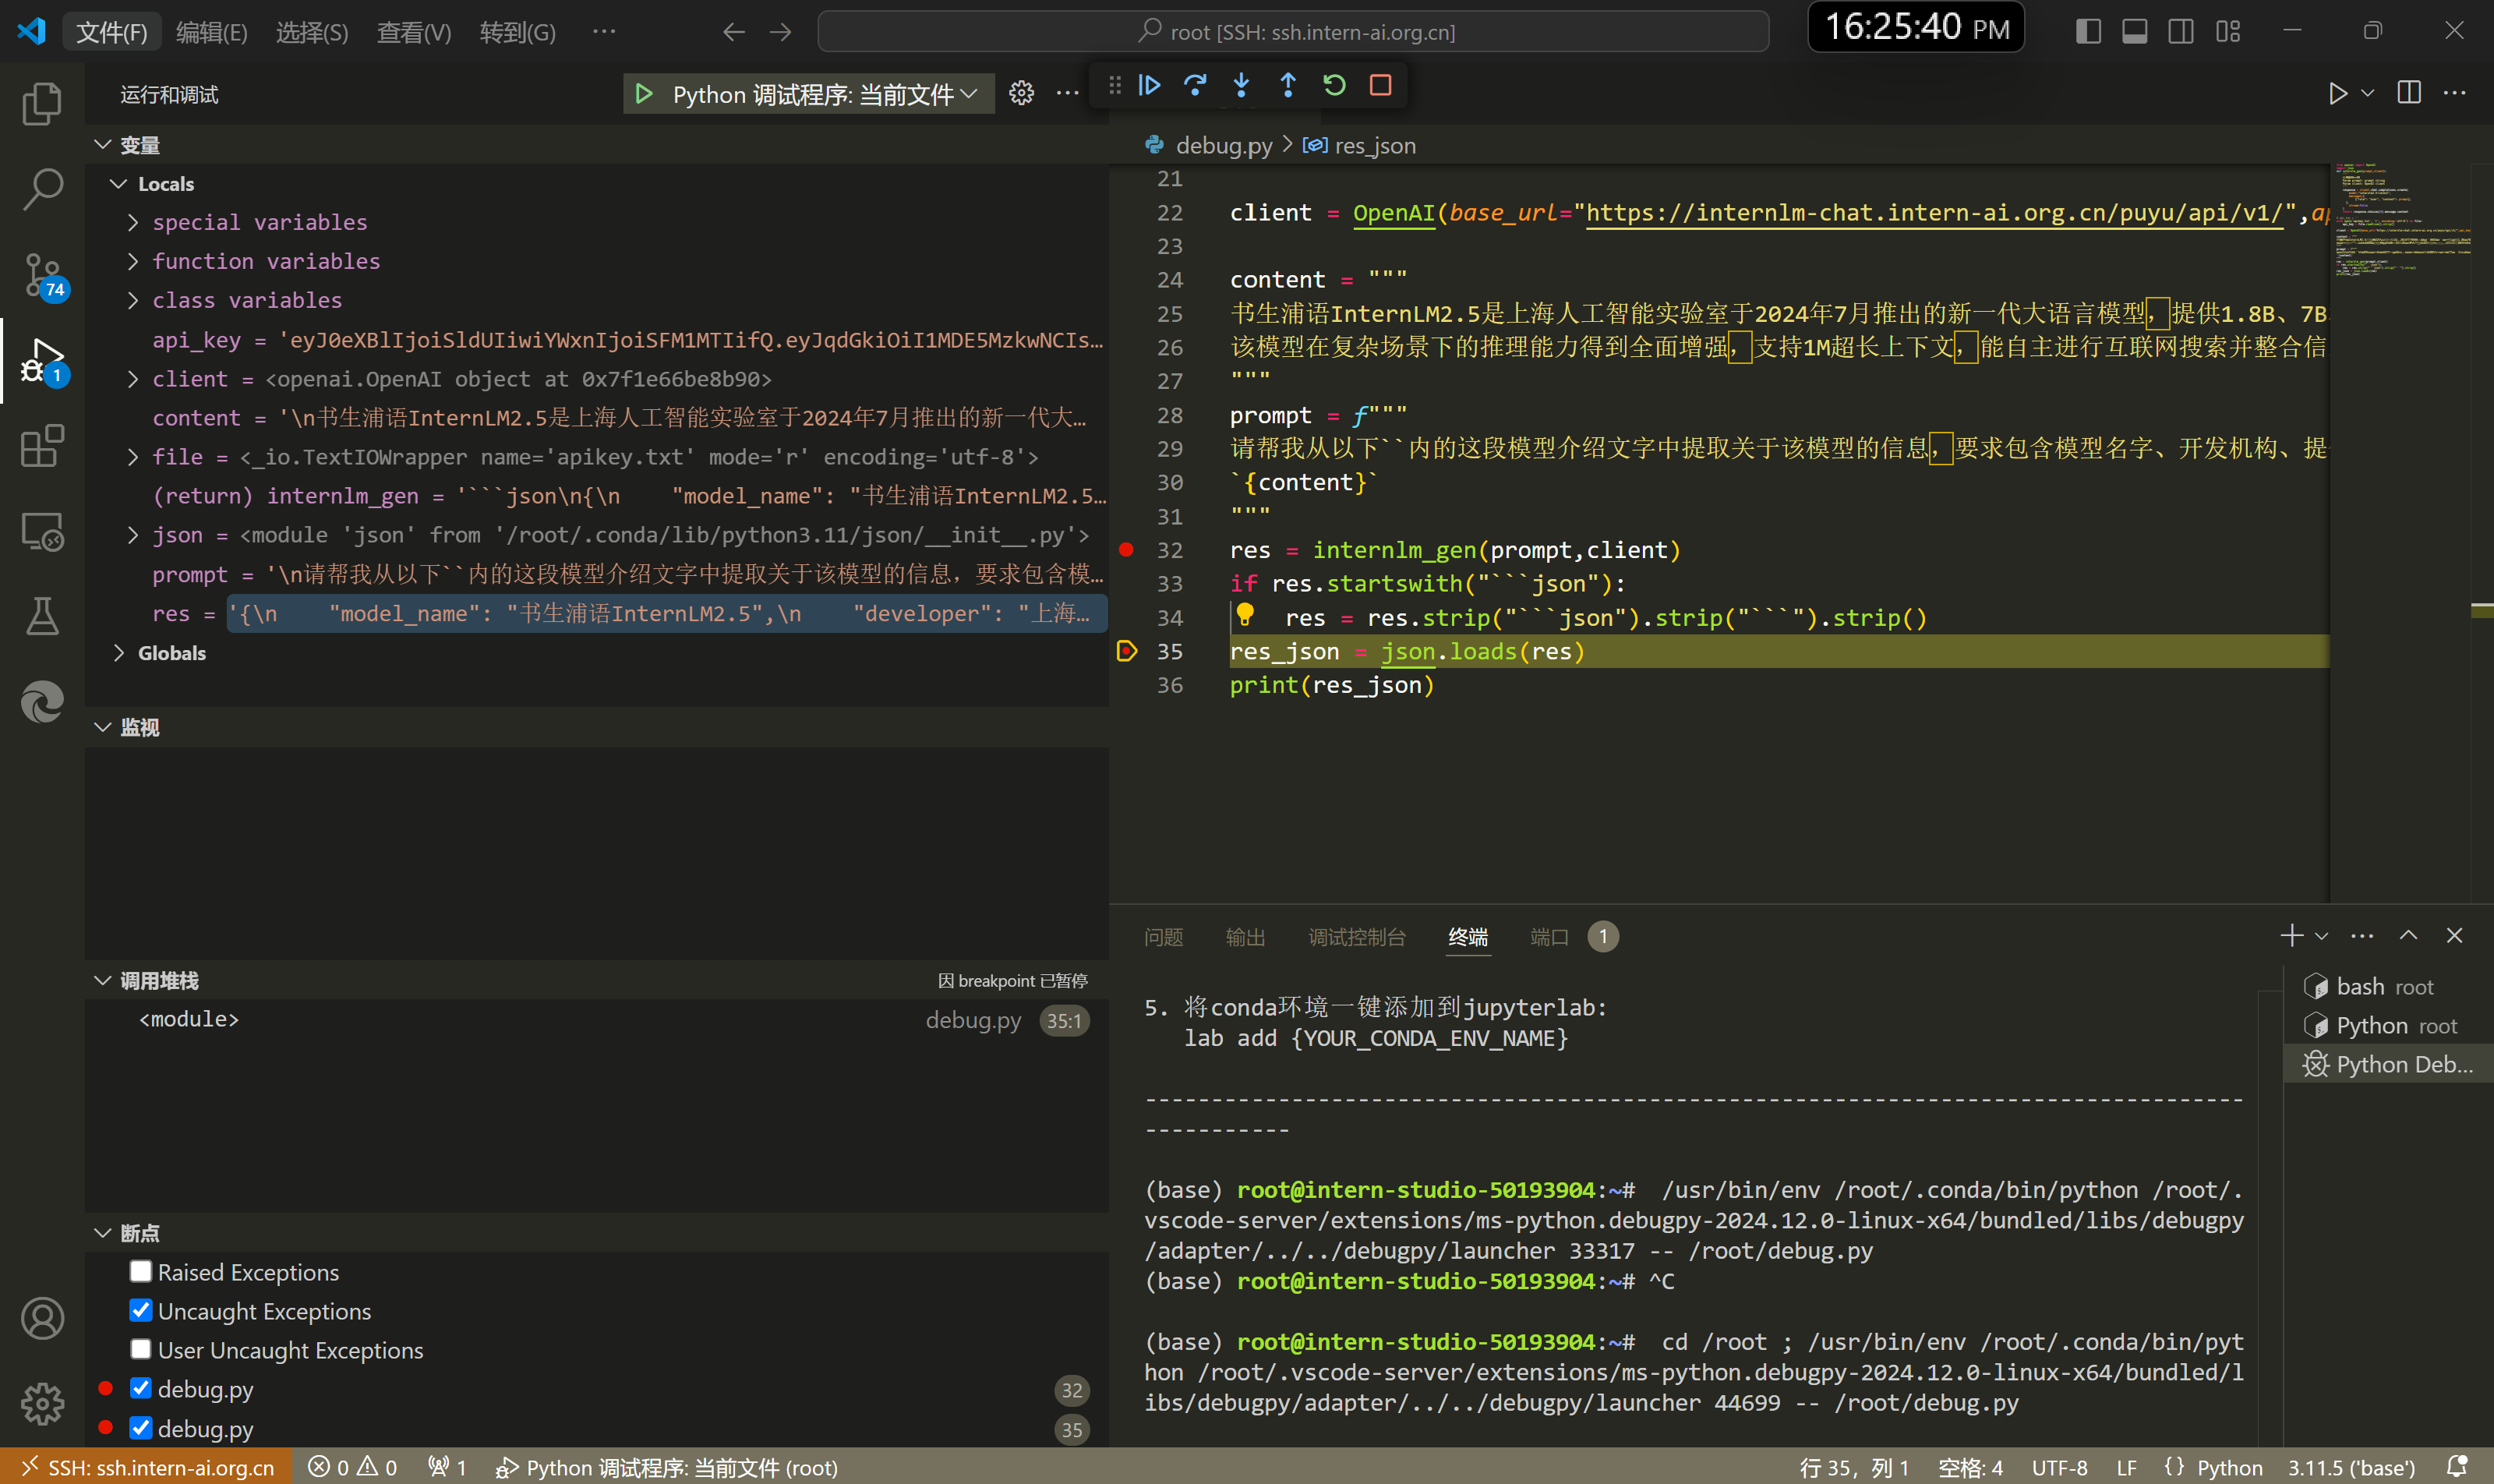 文件(F) 编辑(E) 选择(S) 查看(V) 转到(G) ··· root [SSH: ssh.intern-ai.org.cn] 16:25:40 PM
运行和调试 Python 调试程序: 当前文件
变量
Locals
special variables
function variables
class variables
api_key = 'eyJ0eXBlIjoiSldUIiwiYWxnIjoiSFM1MTIifQ.eyJqdGkiOiI1MDE5MzkwNCIs…
client = <openai.OpenAI object at 0x7f1e66be8b90>
content = '\n书生浦语InternLM2.5是上海人工智能实验室于2024年7月推出的新一代大…
file = <_io.TextIOWrapper name='apikey.txt' mode='r' encoding='utf-8'>
(return) internlm_gen = '```json\n{\n    "model_name": "书生浦语InternLM2.5…
json = <module 'json' from '/root/.conda/lib/python3.11/json/__init__.py'>
prompt = '\n请帮我从以下``内的这段模型介绍文字中提取关于该模型的信息，要求包含模…
res = '{\n    "model_name": "书生浦语InternLM2.5",\n    "developer": "上海…
Globals
监视
调用堆栈 因 breakpoint 已暂停
<module> debug.py 35:1
断点
Raised Exceptions
Uncaught Exceptions
User Uncaught Exceptions
debug.py 32
debug.py 35
74
1
debug.py > res_json
21
22 client = OpenAI(base_url="https://internlm-chat.intern-ai.org.cn/puyu/api/v1/",ap
23
24 content = """
25 书生浦语InternLM2.5是上海人工智能实验室于2024年7月推出的新一代大语言模型，提供1.8B、7B
26 该模型在复杂场景下的推理能力得到全面增强，支持1M超长上下文，能自主进行互联网搜索并整合信
27 """
28 prompt = f"""
29 请帮我从以下``内的这段模型介绍文字中提取关于该模型的信息，要求包含模型名字、开发机构、提
30 `{content}`
31 """
32 res = internlm_gen(prompt,client)
33 if res.startswith("```json"):
34     res = res.strip("```json").strip("```").strip()
35 res_json = json.loads(res)
36 print(res_json)
问题 输出 调试控制台 终端 端口 1
5. 将conda环境一键添加到jupyterlab:
   lab add {YOUR_CONDA_ENV_NAME}
-----------------------------------------------------------------------------------
-----------
(base) root@intern-studio-50193904:~#  /usr/bin/env /root/.conda/bin/python /root/.
vscode-server/extensions/ms-python.debugpy-2024.12.0-linux-x64/bundled/libs/debugpy
/adapter/../../debugpy/launcher 33317 -- /root/debug.py
(base) root@intern-studio-50193904:~# ^C
(base) root@intern-studio-50193904:~#  cd /root ; /usr/bin/env /root/.conda/bin/pyt
hon /root/.vscode-server/extensions/ms-python.debugpy-2024.12.0-linux-x64/bundled/l
ibs/debugpy/adapter/../../debugpy/launcher 44699 -- /root/debug.py
bash root
Python root
Python Deb...
SSH: ssh.intern-ai.org.cn 0 0 1 Python 调试程序: 当前文件 (root) 行 35，列 1 空格: 4 UTF-8 LF {} Python 3.11.5 ('base')